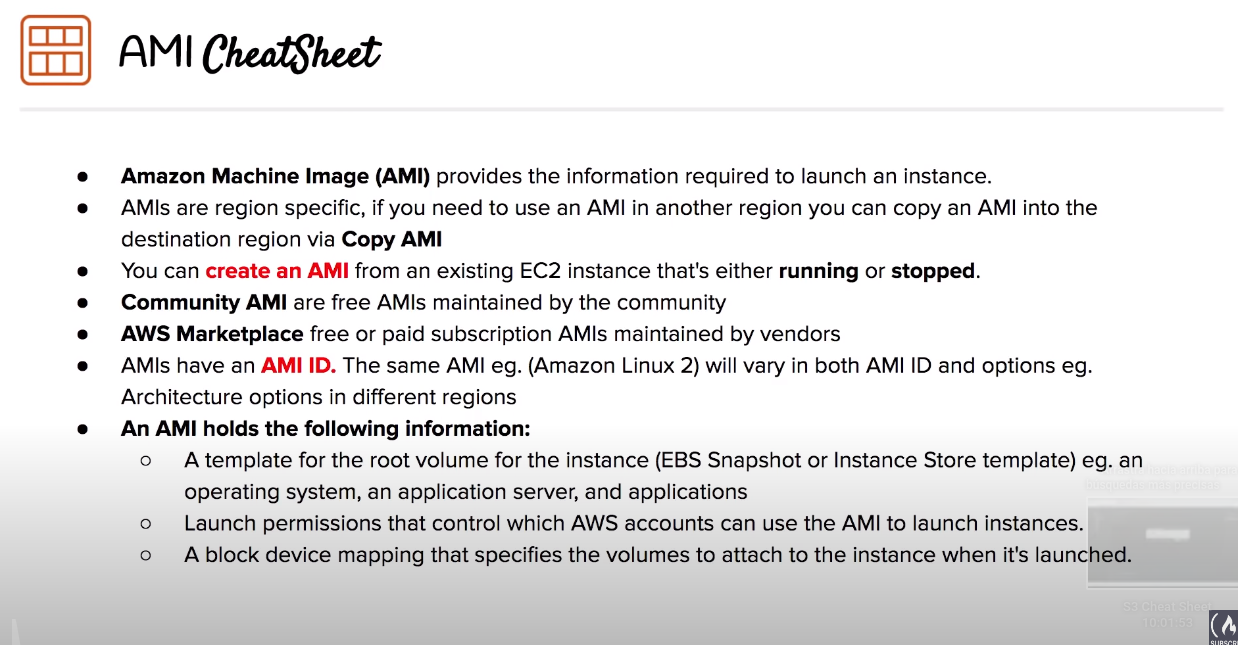 AMI CheatSheet
● Amazon Machine Image (AMI) provides the information required to launch an instance.
● AMIs are region specific, if you need to use an AMI in another region you can copy an AMI into the
destination region via Copy AMI
● You can create an AMI from an existing EC2 instance that's either running or stopped.
● Community AMI are free AMIs maintained by the community
● AWS Marketplace free or paid subscription AMIs maintained by vendors
● AMIs have an AMI ID. The same AMI eg. (Amazon Linux 2) will vary in both AMI ID and options eg.
Architecture options in different regions
● An AMI holds the following information:
○ A template for the root volume for the instance (EBS Snapshot or Instance Store template) eg. an
operating system, an application server, and applications
○ Launch permissions that control which AWS accounts can use the AMI to launch instances.
○ A block device mapping that specifies the volumes to attach to the instance when it's launched.
S3 Cheat Sheet
10:01:53